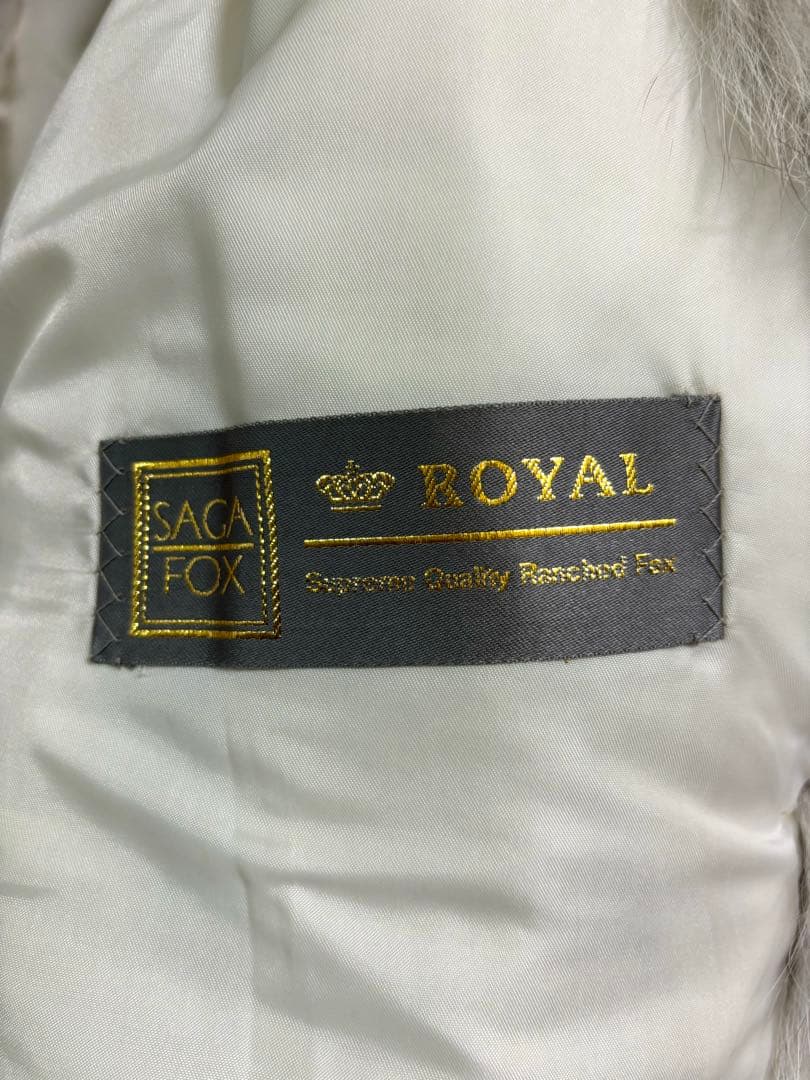 SAGA
FOX
ROYAL
Supreme Quality Ranched Fox